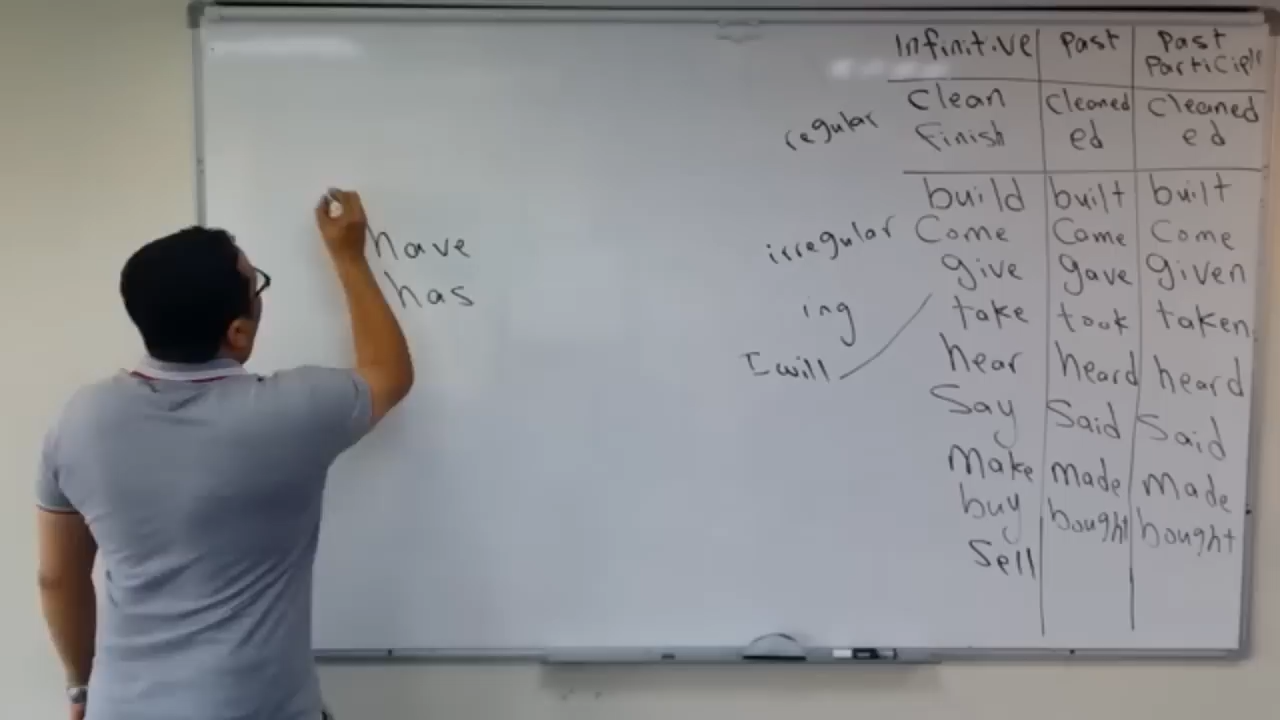 Infinitive Past Past Participle
regular Clean Cleaned Cleaned
Finish ed ed
build built built
irregular Come Came Come
give gave given
ing take took taken
I will hear heard heard
Say Said Said
Make Made Made
buy bought bought
Sell
have
has